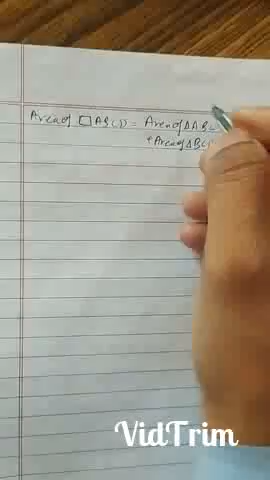 Area of □ABCD = Area of ΔAB
+Area of ΔBC
VidTrim